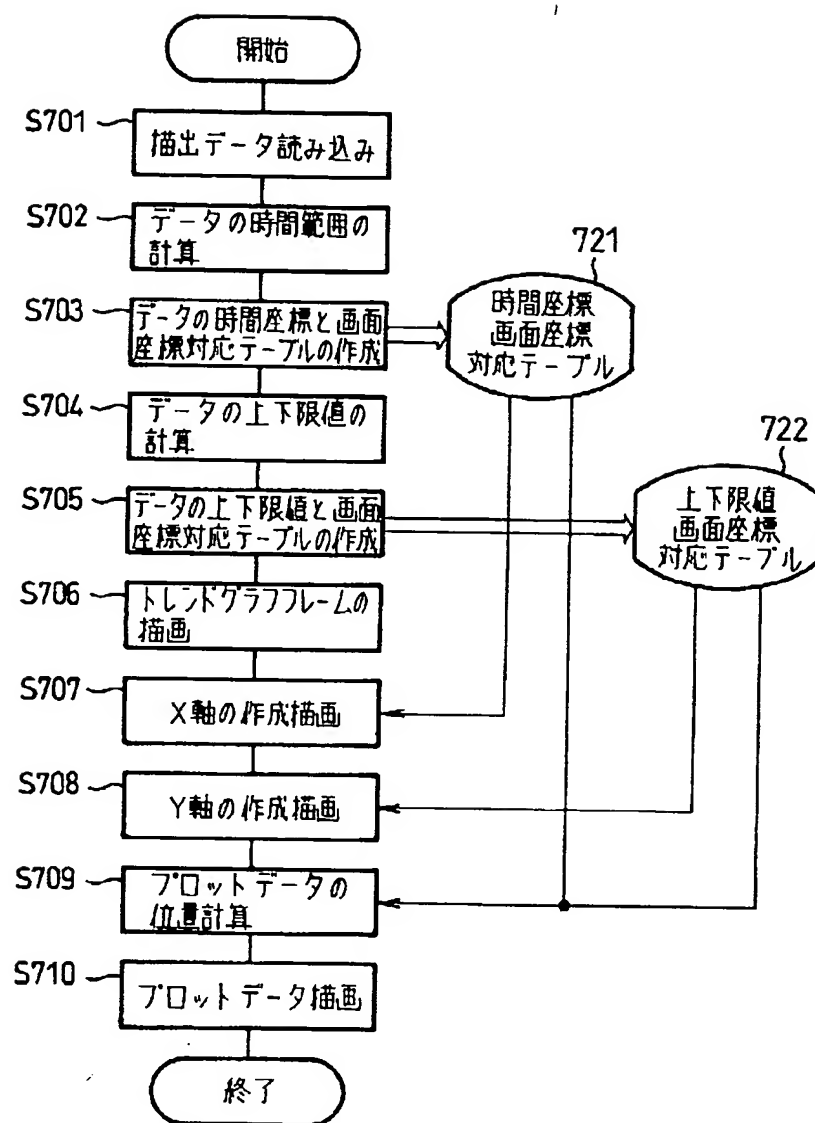 開始
S701
描出データ読み込み
S702
データの時間範囲の
計算
S703
データの時間座標と画面
座標対応テーブルの作成
721
時間座標
画面座標
対応テーブル
S704
データの上下限値の
計算
S705
データの上下限値と画面
座標対応テーブルの作成
722
上下限値
画面座標
対応テーブル
S706
トレンドグラフフレームの
描画
S707
X軸の作成描画
S708
Y軸の作成描画
S709
プロットデータの
位置計算
S710
プロットデータ描画
終了